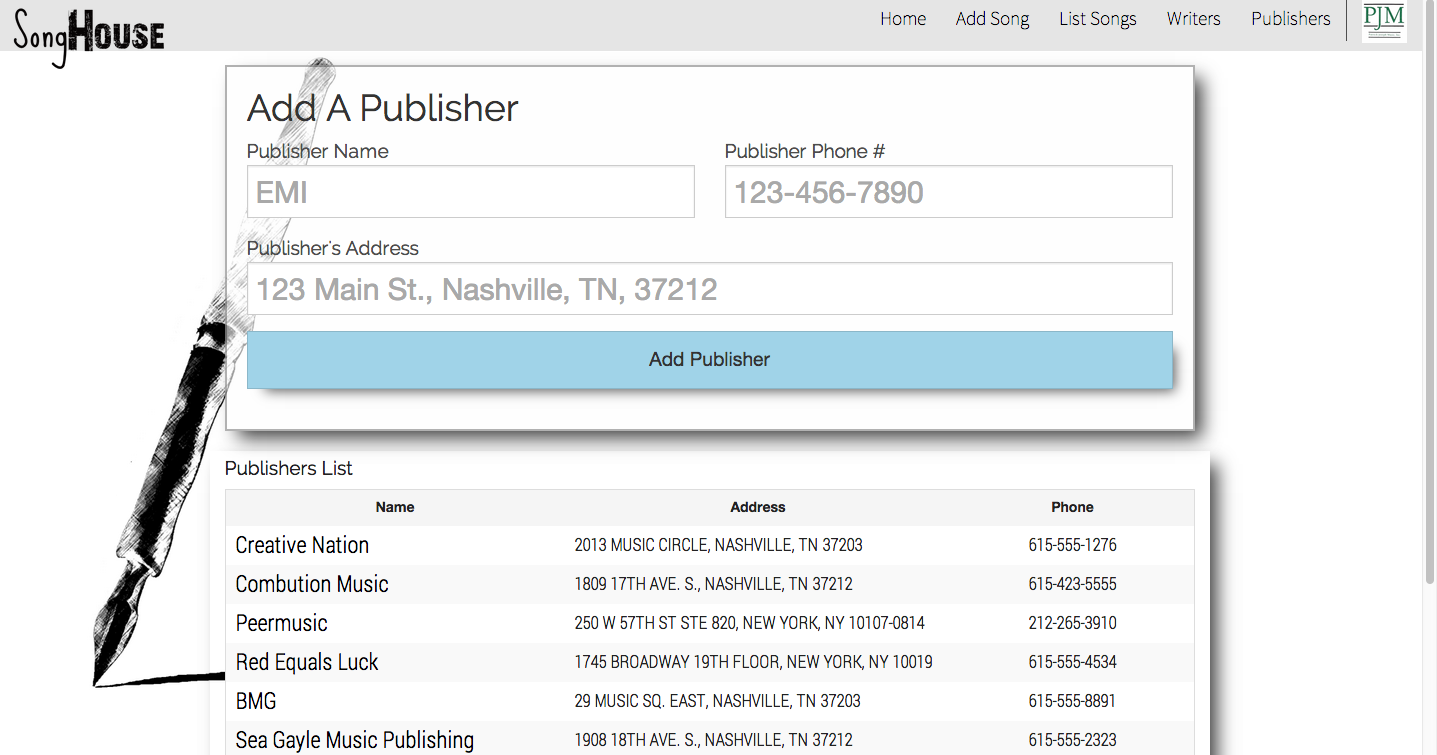 SongHouse
Home Add Song List Songs Writers Publishers PJM
Add A Publisher
Publisher Name Publisher Phone #
EMI 123-456-7890
Publisher's Address
123 Main St., Nashville, TN, 37212
Add Publisher
Publishers List
Name Address Phone
Creative Nation 2013 MUSIC CIRCLE, NASHVILLE, TN 37203 615-555-1276
Combution Music 1809 17TH AVE. S., NASHVILLE, TN 37212 615-423-5555
Peermusic 250 W 57TH ST STE 820, NEW YORK, NY 10107-0814 212-265-3910
Red Equals Luck 1745 BROADWAY 19TH FLOOR, NEW YORK, NY 10019 615-555-4534
BMG 29 MUSIC SQ. EAST, NASHVILLE, TN 37203 615-555-8891
Sea Gayle Music Publishing 1908 18TH AVE. S., NASHVILLE, TN 37212 615-555-2323